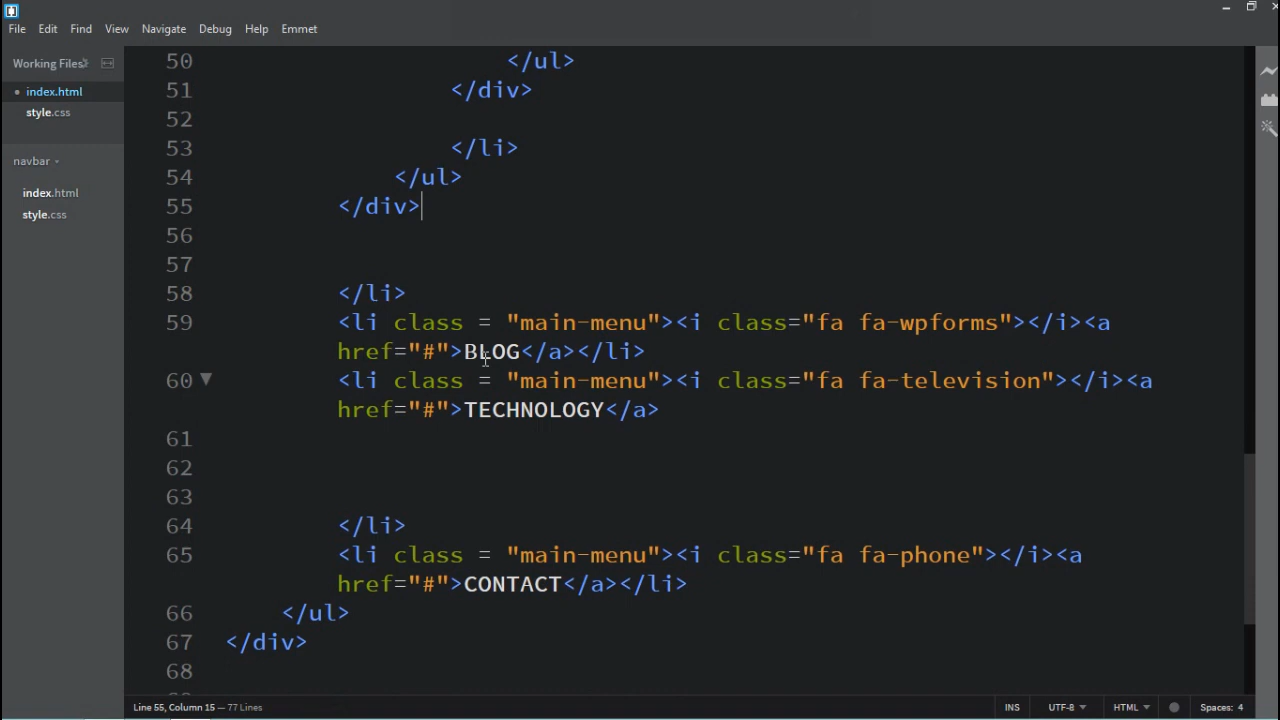 File Edit Find View Navigate Debug Help Emmet
Working Files
index.html
style.css
navbar
index.html
style.css
50 </ul>
51 </div>
52
53 </li>
54 </ul>
55 </div>
56
57
58 </li>
59 <li class = "main-menu"><i class="fa fa-wpforms"></i><a
href="#">BLOG</a></li>
60 <li class = "main-menu"><i class="fa fa-television"></i><a
href="#">TECHNOLOGY</a>
61
62
63
64 </li>
65 <li class = "main-menu"><i class="fa fa-phone"></i><a
href="#">CONTACT</a></li>
66 </ul>
67 </div>
68
Line 55, Column 15 — 77 Lines INS UTF-8 HTML Spaces: 4